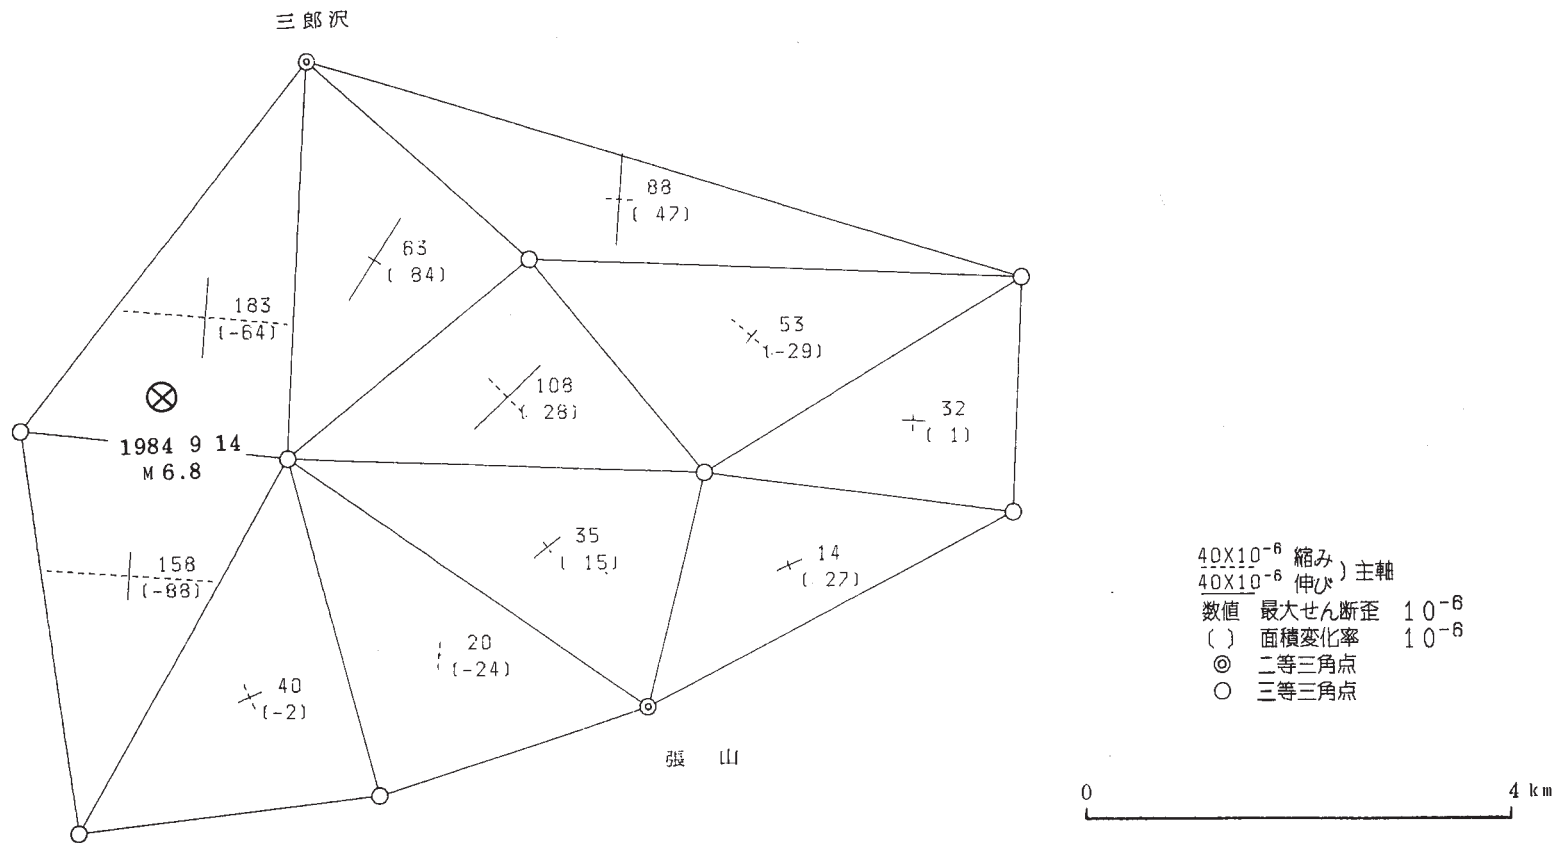 三郎沢
88
( 47)
63
( 84)
183
(-64)
53
(-29)
108
( 28)
32
( 1)
1984 9 14
M 6.8
35
( 15)
14
( 27)
158
(-88)
20
(-24)
40
(-2)
張 山
40X10⁻⁶ 縮み
40X10⁻⁶ 伸び
) 主軸
数値 最大せん断歪 10⁻⁶
( ) 面積変化率 10⁻⁶
◎ 二等三角点
○ 三等三角点
0 4 km